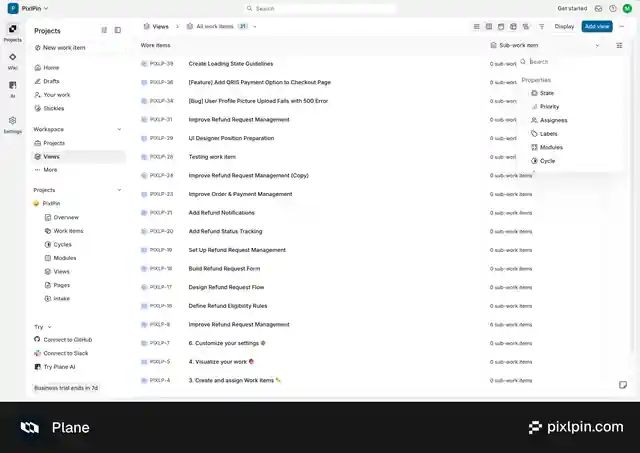 PixlPin
Search
Get started
M
Projects
Wiki
AI
Settings
Projects
New work item
Home
Drafts
Your work
Stickies
Workspace
Projects
Views
More
Projects
PixlPin
Overview
Work items
Cycles
Modules
Views
Pages
Intake
Try
Connect to GitHub
Connect to Slack
Try Plane AI
Business trial ends in 7d
Views
All work items 31
Display
Add view
Work items
Sub-work item
PIXLP-39 Create Loading State Guidelines 0 sub-work
PIXLP-36 [Feature] Add QRIS Payment Option to Checkout Page 0 sub-work
PIXLP-34 [Bug] User Profile Picture Upload Fails with 500 Error 0 sub-work
PIXLP-31 Improve Refund Request Management 0 sub-work
PIXLP-29 UI Designer Position Preparation 0 sub-work
PIXLP-28 Testing work item 0 sub-work
PIXLP-24 Improve Refund Request Management (Copy) 0 sub-work items
PIXLP-23 Improve Order & Payment Management 0 sub-work items
PIXLP-21 Add Refund Notifications 0 sub-work items
PIXLP-20 Add Refund Status Tracking 0 sub-work items
PIXLP-19 Set Up Refund Request Management 0 sub-work items
PIXLP-18 Build Refund Request Form 0 sub-work items
PIXLP-17 Design Refund Request Flow 0 sub-work items
PIXLP-16 Define Refund Eligibility Rules 0 sub-work items
PIXLP-8 Improve Refund Request Management 6 sub-work items
PIXLP-7 6. Customize your settings 0 sub-work items
PIXLP-5 4. Visualize your work 0 sub-work items
PIXLP-4 3. Create and assign Work items 0 sub-work items
Search
Properties
State
Priority
Assignees
Labels
Modules
Cycle
Plane
pixlpin.com